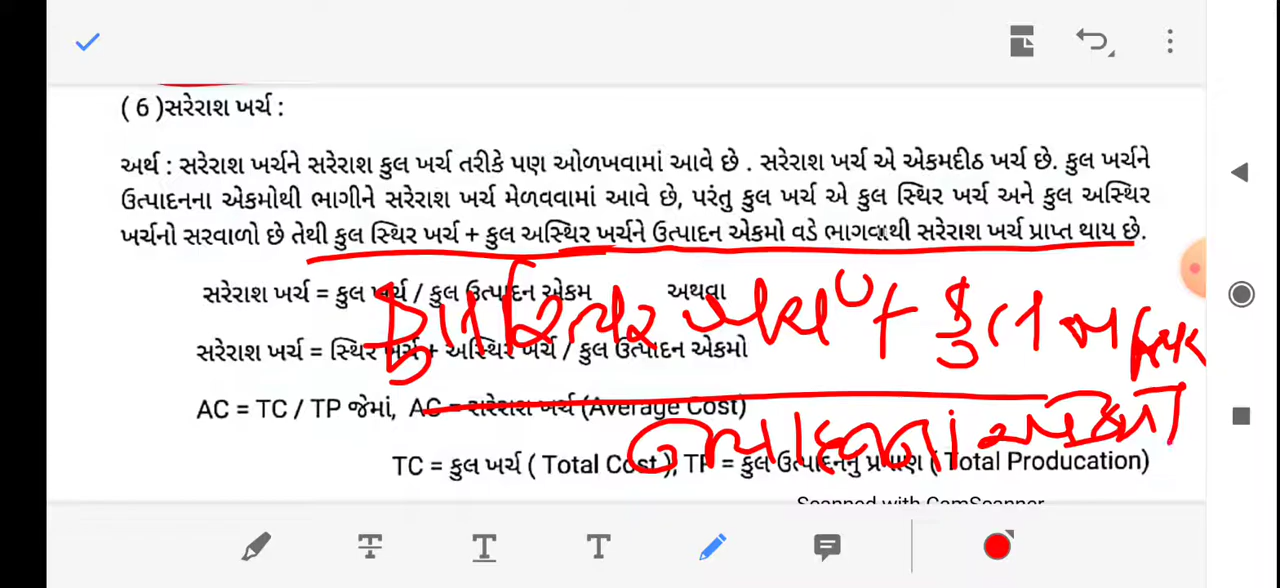 ( 6 )સરેરાશ ખર્ચ :
અર્થ : સરેરાશ ખર્ચને સરેરાશ કુલ ખર્ચ તરીકે પણ ઓળખવામાં આવે છે . સરેરાશ ખર્ચ એ એકમદીઠ ખર્ચ છે. કુલ ખર્ચને
ઉત્પાદનના એકમોથી ભાગીને સરેરાશ ખર્ચ મેળવવામાં આવે છે, પરંતુ કુલ ખર્ચ એ કુલ સ્થિર ખર્ચ અને કુલ અસ્થિર
ખર્ચનો સરવાળો છે તેથી કુલ સ્થિર ખર્ચ + કુલ અસ્થિર ખર્ચને ઉત્પાદન એકમો વડે ભાગવાથી સરેરાશ ખર્ચ પ્રાપ્ત થાય છે.
સરેરાશ ખર્ચ = કુલ ખર્ચ / કુલ ઉત્પાદન એકમ અથવા
કુલ સ્થિર ખર્ચ + કુલ
સરેરાશ ખર્ચ = સ્થિર ખર્ચ + અસ્થિર ખર્ચ / કુલ ઉત્પાદન એકમો
AC = TC / TP જેમાં, AC = સરેરાશ ખર્ચ (Average Cost)
ઉત્પાદનનાં એકમો
TC = કુલ ખર્ચ ( Total Cost ), TP = કુલ ઉત્પાદનનુ પ્રમાણ ( Total Producation)
Scanned with CamScanner